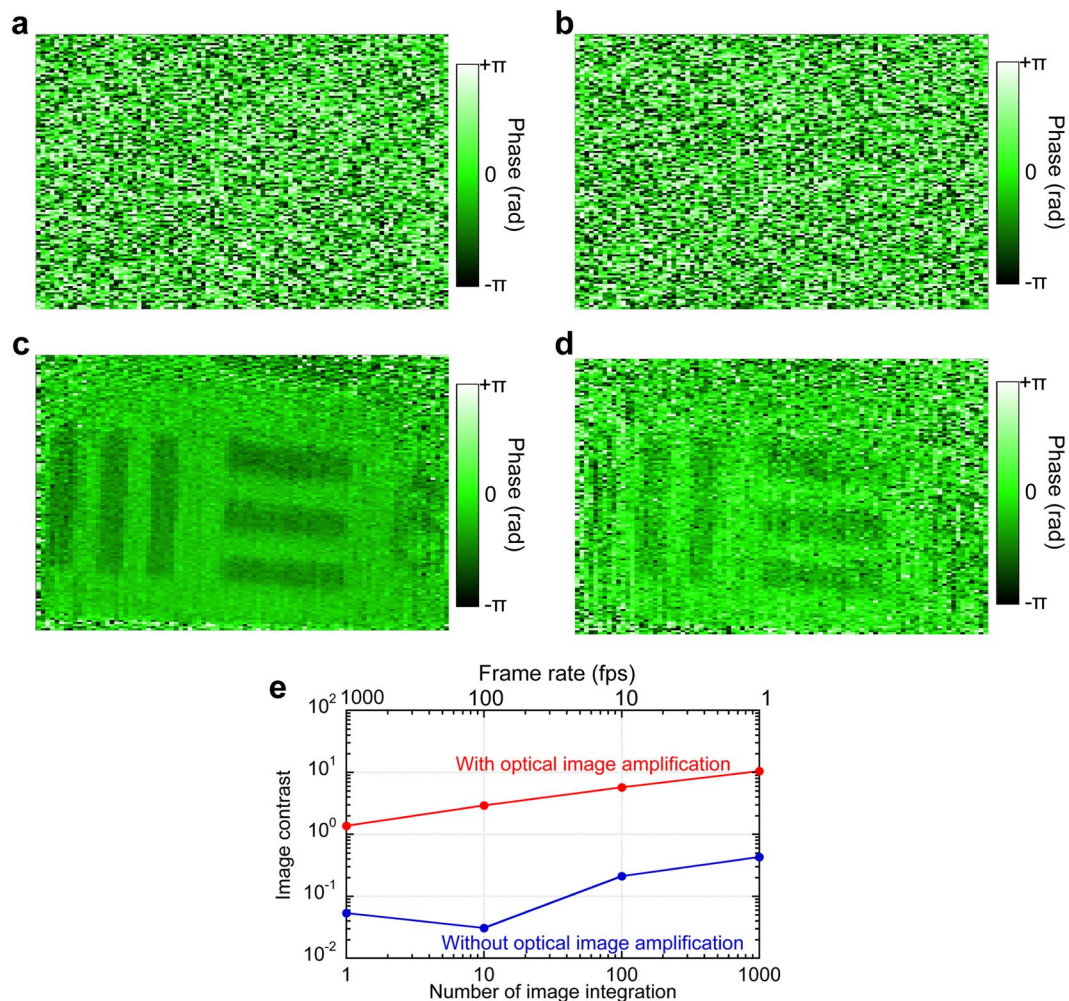 a
+π
0
-π
Phase (rad)
b
+π
0
-π
Phase (rad)
c
+π
0
-π
Phase (rad)
d
+π
0
-π
Phase (rad)
e
Frame rate (fps)
1000 100 10 1
10²
10¹
10⁰
10⁻¹
10⁻²
Image contrast
With optical image amplification
Without optical image amplification
1 10 100 1000
Number of image integration